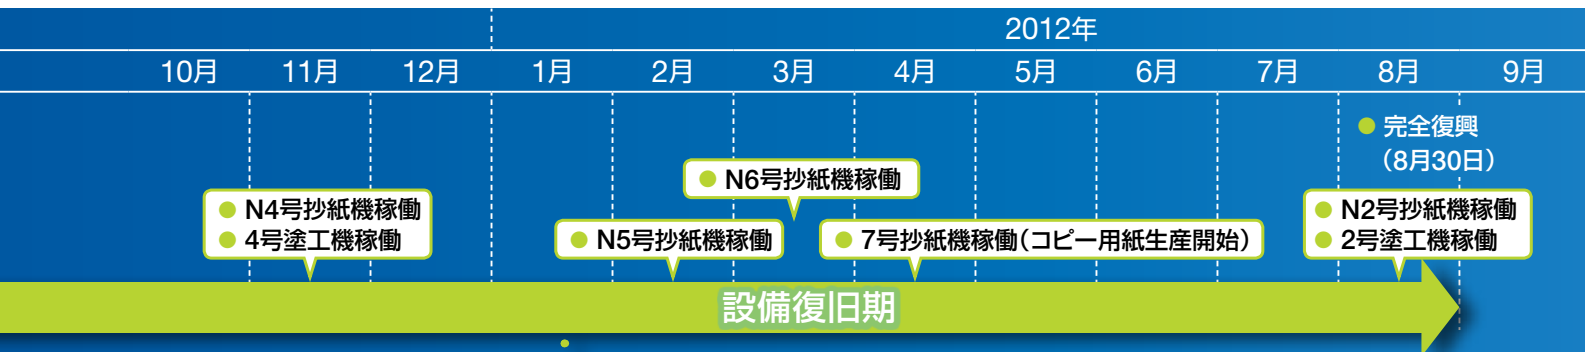 2012年
10月 11月 12月 1月 2月 3月 4月 5月 6月 7月 8月 9月
● 完全復興
（8月30日）
● N6号抄紙機稼働
● N4号抄紙機稼働
● 4号塗工機稼働
● N5号抄紙機稼働
● 7号抄紙機稼働（コピー用紙生産開始）
● N2号抄紙機稼働
● 2号塗工機稼働
設備復旧期